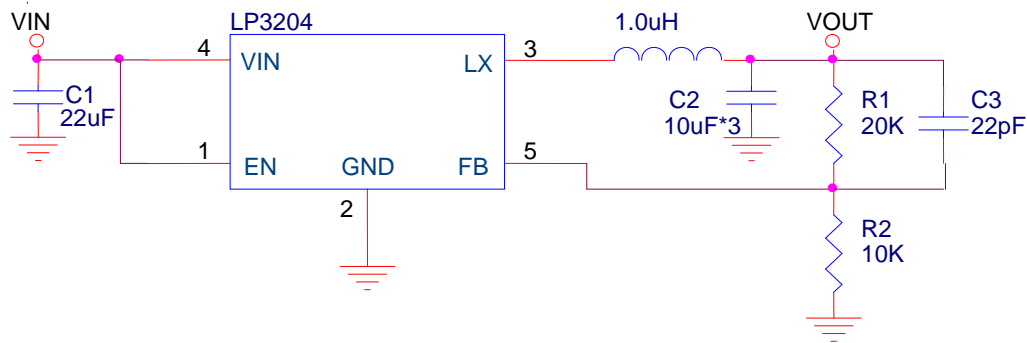 VIN
LP3204
1.0uH
VOUT
4
VIN
LX
3
C1
22uF
C2
10uF*3
R1
20K
C3
22pF
1
EN
GND
FB
5
2
R2
10K